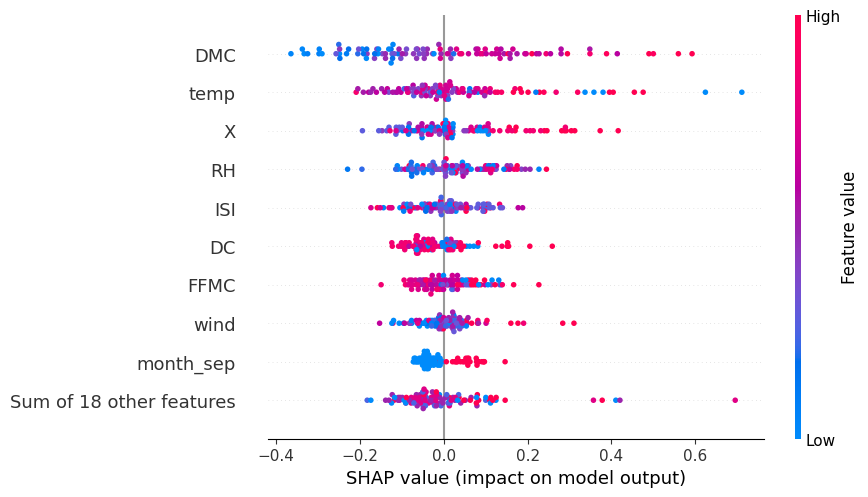 High
DMC
temp
X
RH
ISI
DC
FFMC
wind
month_sep
Sum of 18 other features
Feature value
Low
−0.4 −0.2 0.0 0.2 0.4 0.6
SHAP value (impact on model output)